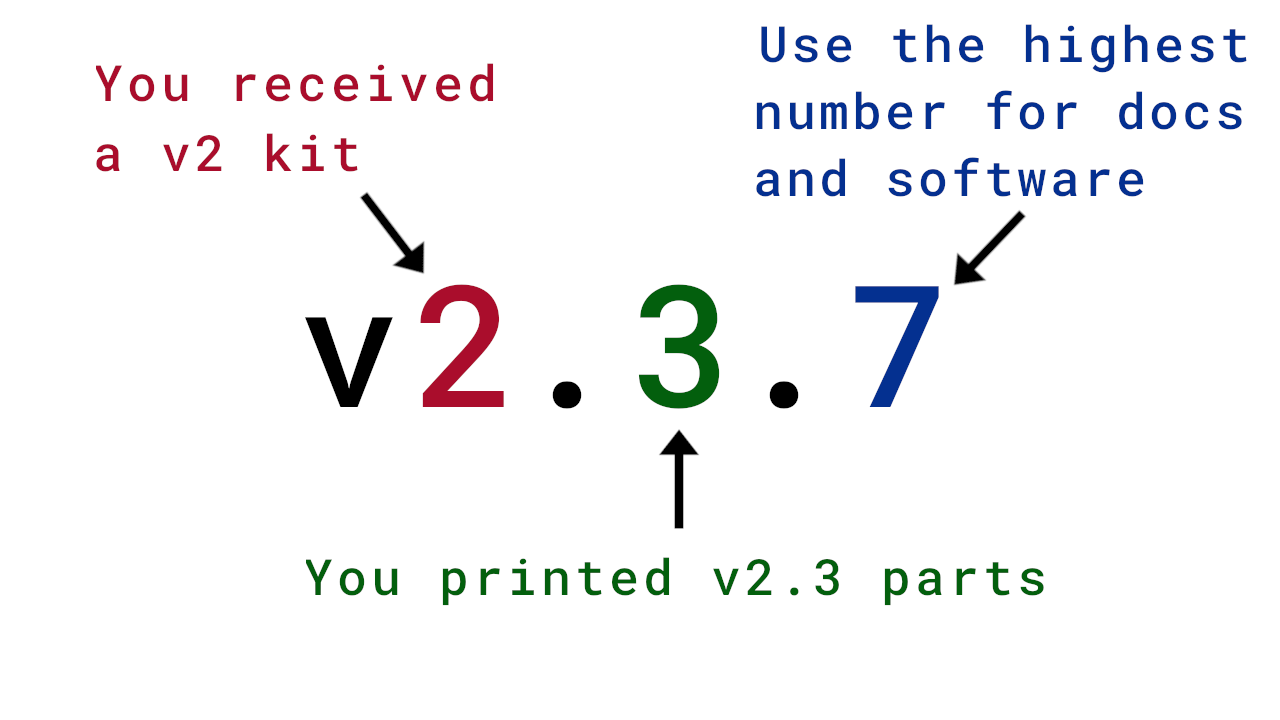 You received
a v2 kit
Use the highest
number for docs
and software
v2.3.7
You printed v2.3 parts